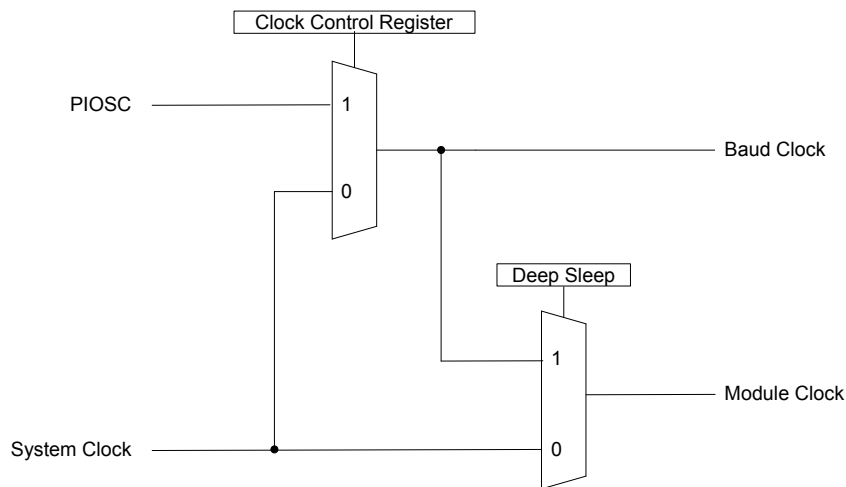 Clock Control Register
PIOSC
1
Baud Clock
0
Deep Sleep
1
Module Clock
System Clock
0